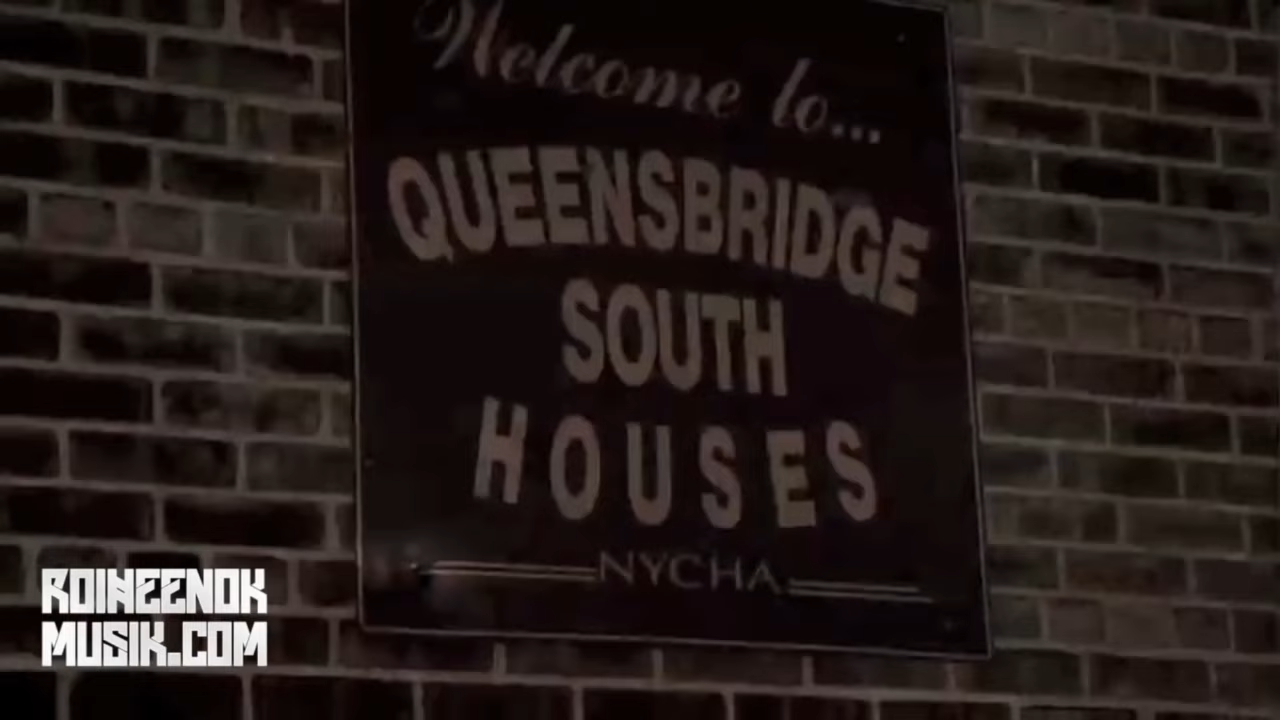 Welcome to...
QUEENSBRIDGE
SOUTH
HOUSES
NYCHA
ROINEENOK
MUSIK.COM